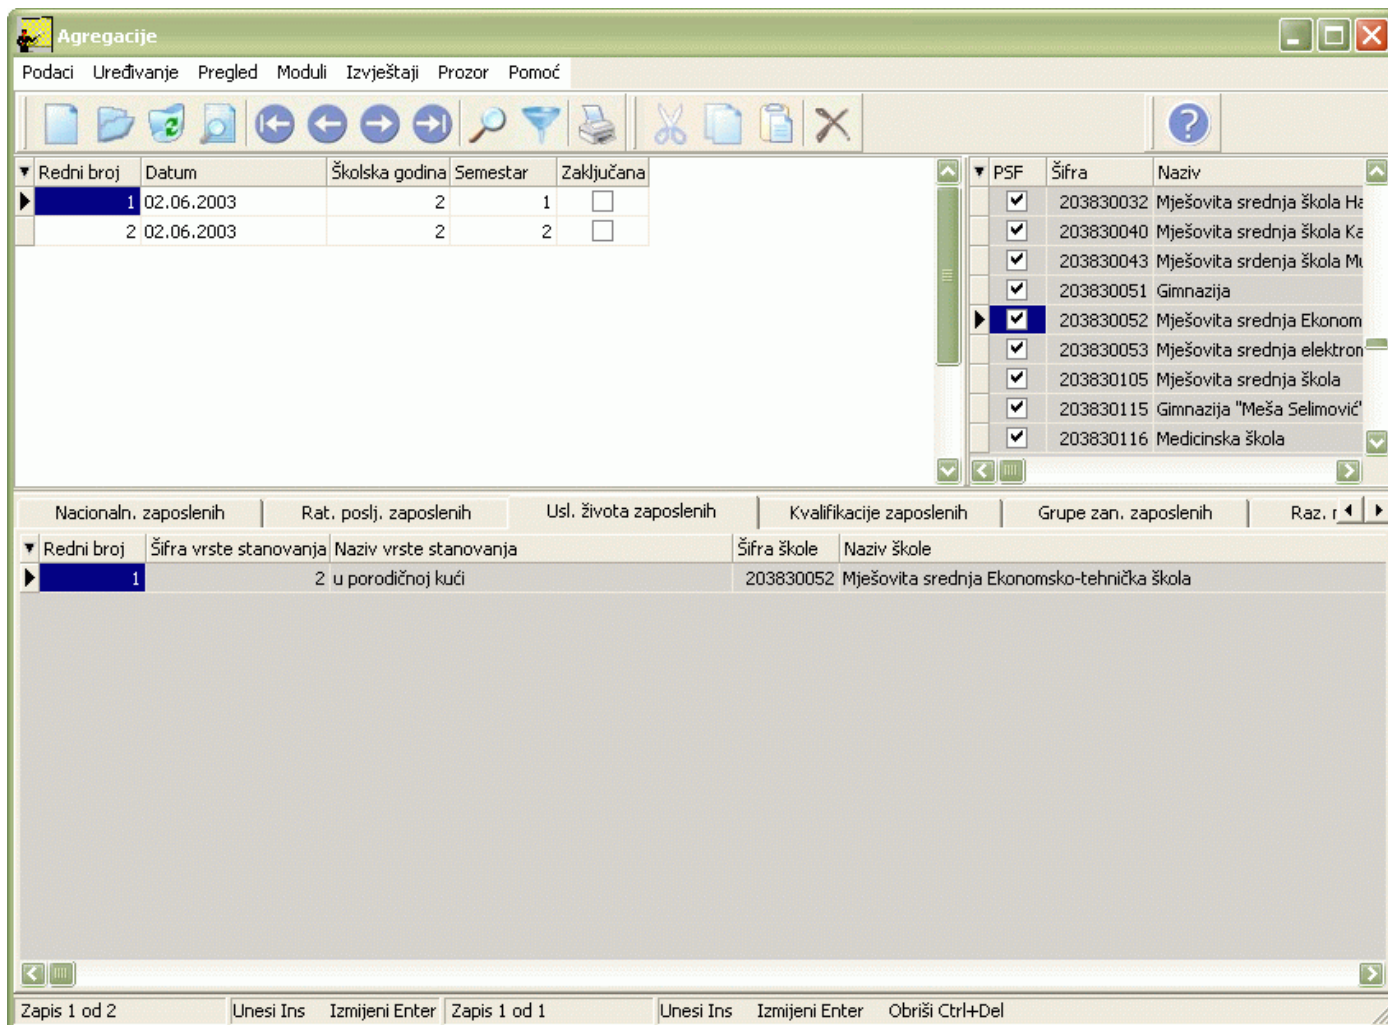 Agregacije
Podaci Uređivanje Pregled Moduli Izvještaji Prozor Pomoć
Redni broj Datum Školska godina Semestar Zaključana
1 02.06.2003 2 1
2 02.06.2003 2 2
PSF Šifra Naziv
203830032 Mješovita srednja škola Ha
203830040 Mješovita srednja škola Ka
203830043 Mješovita srdenja škola Mu
203830051 Gimnazija
203830052 Mješovita srednja Ekonom
203830053 Mješovita srednja elektron
203830105 Mješovita srednja škola
203830115 Gimnazija "Meša Selimović"
203830116 Medicinska škola
Nacionaln. zaposlenih Rat. poslj. zaposlenih Usl. života zaposlenih Kvalifikacije zaposlenih Grupe zan. zaposlenih Raz.
Redni broj Šifra vrste stanovanja Naziv vrste stanovanja Šifra škole Naziv škole
1 2 u porodičnoj kući 203830052 Mješovita srednja Ekonomsko-tehnička škola
Zapis 1 od 2 Unesi Ins Izmijeni Enter Zapis 1 od 1 Unesi Ins Izmijeni Enter Obriši Ctrl+Del